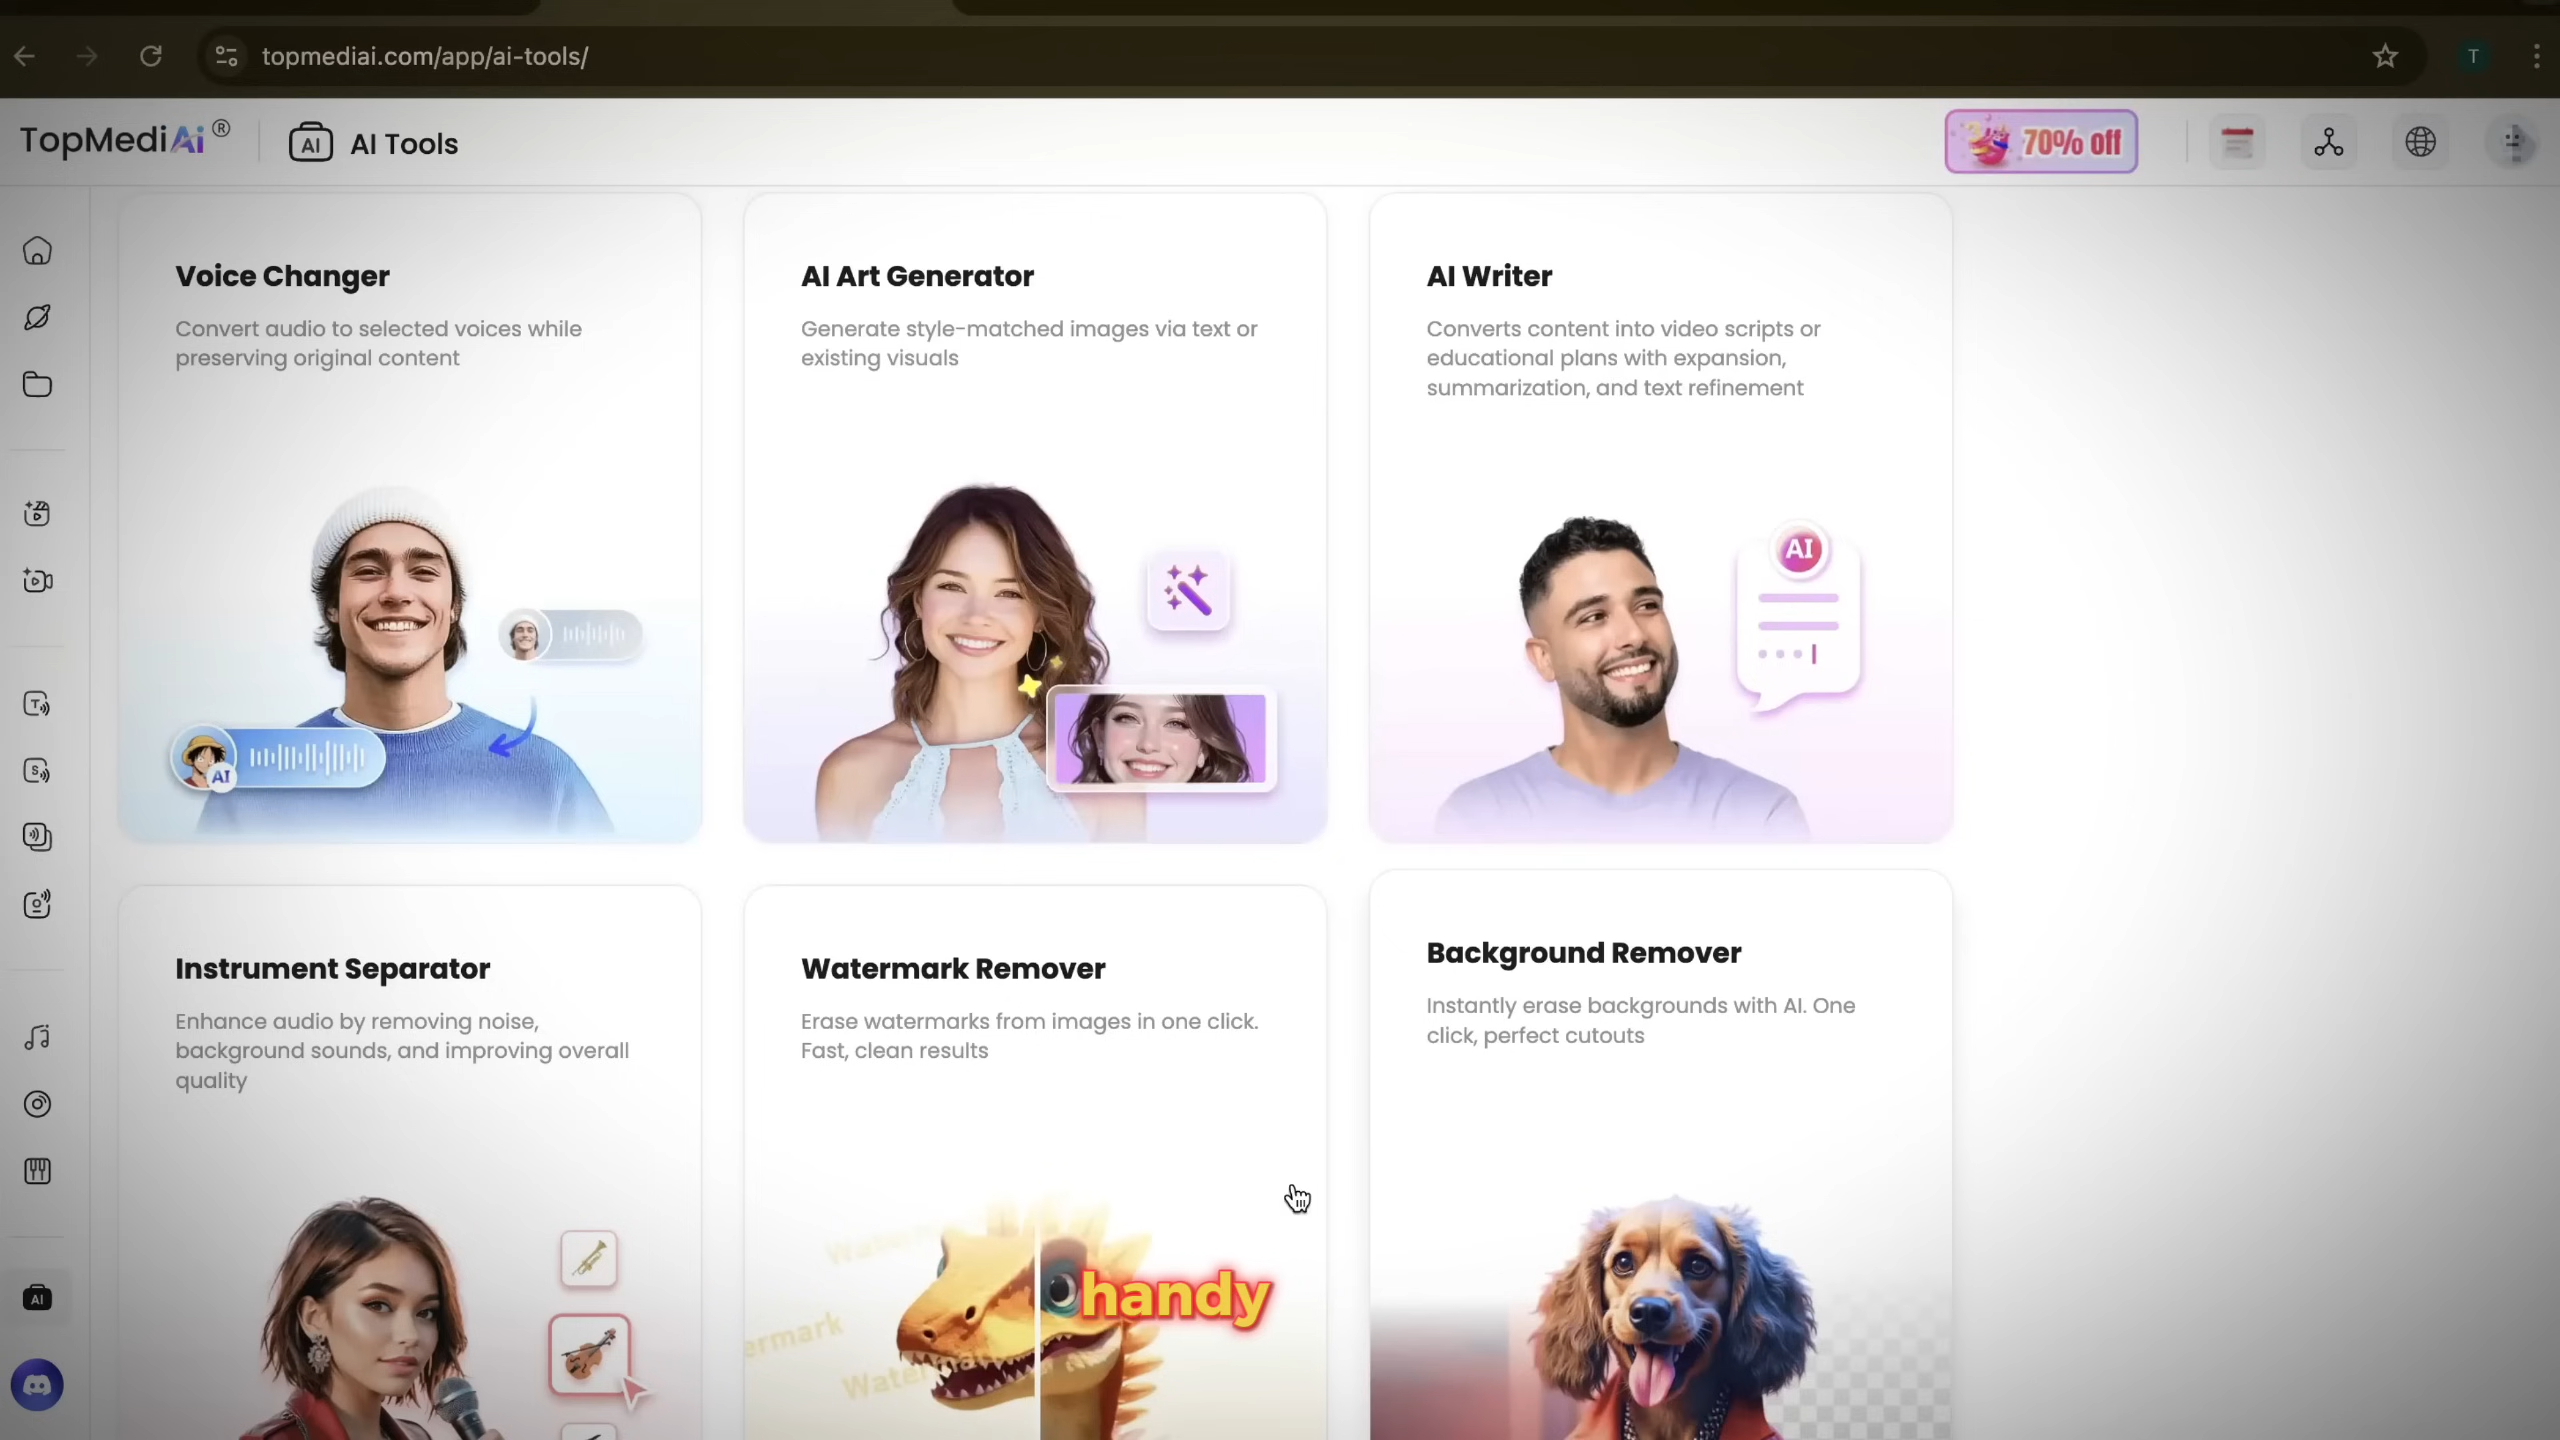 topmediai.com/app/ai-tools/
T
TopMediAi®
AI
AI Tools
70% off
Voice Changer
Convert audio to selected voices while
preserving original content
AI
AI Art Generator
Generate style-matched images via text or
existing visuals
AI Writer
Converts content into video scripts or
educational plans with expansion,
summarization, and text refinement
AI
Instrument Separator
Enhance audio by removing noise,
background sounds, and improving overall
quality
Watermark Remover
Erase watermarks from images in one click.
Fast, clean results
handy
Background Remover
Instantly erase backgrounds with AI. One
click, perfect cutouts
T
S
AI